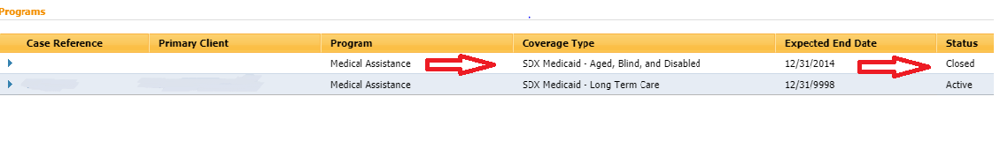 Programs
Case Reference Primary Client Program Coverage Type Expected End Date Status
Medical Assistance SDX Medicaid - Aged, Blind, and Disabled 12/31/2014 Closed
Medical Assistance SDX Medicaid - Long Term Care 12/31/9998 Active